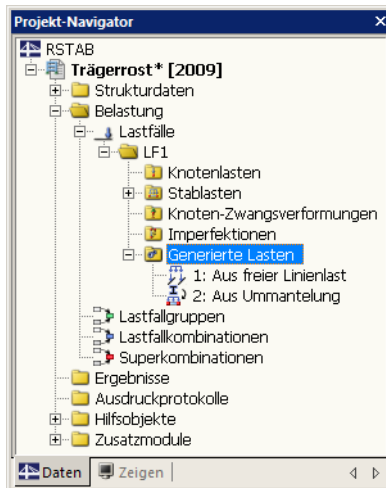 Projekt-Navigator
RSTAB
Trägerrost* [2009]
Strukturdaten
Belastung
Lastfälle
LF1
Knotenlasten
Stablasten
Knoten-Zwangsverformungen
Imperfektionen
Generierte Lasten
1: Aus freier Linienlast
2: Aus Ummantelung
Lastfallgruppen
Lastfallkombinationen
Superkombinationen
Ergebnisse
Ausdruckprotokolle
Hilfsobjekte
Zusatzmodule
Daten Zeigen